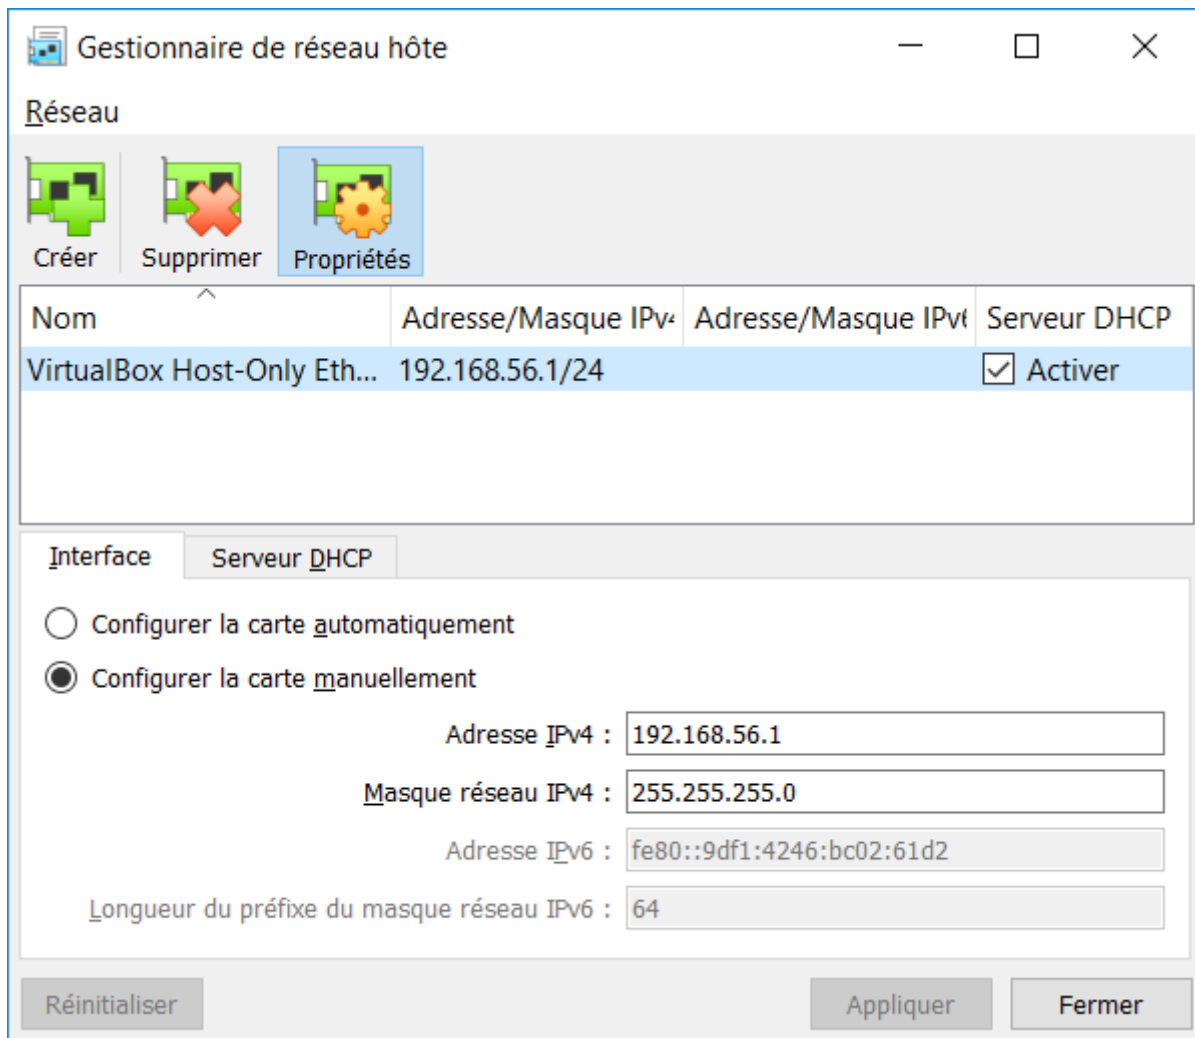 Gestionnaire de réseau hôte
Réseau
Créer Supprimer Propriétés
Nom Adresse/Masque IPv4 Adresse/Masque IPv6 Serveur DHCP
VirtualBox Host-Only Eth... 192.168.56.1/24 Activer
Interface Serveur DHCP
Configurer la carte automatiquement
Configurer la carte manuellement
Adresse IPv4 : 192.168.56.1
Masque réseau IPv4 : 255.255.255.0
Adresse IPv6 : fe80::9df1:4246:bc02:61d2
Longueur du préfixe du masque réseau IPv6 : 64
Réinitialiser Appliquer Fermer